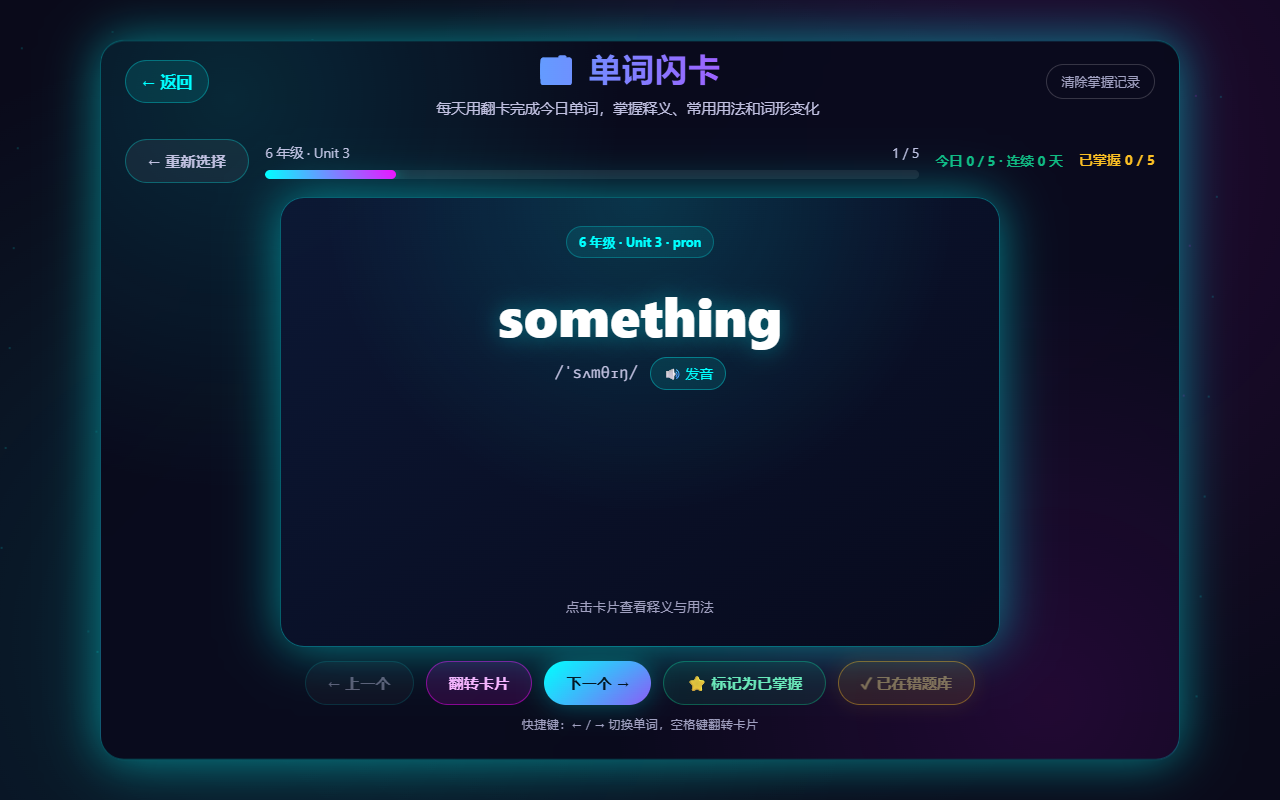 ← 返回
单词闪卡
每天用翻卡完成今日单词，掌握释义、常用用法和词形变化
清除掌握记录
← 重新选择
6 年级 · Unit 3
1 / 5
今日 0 / 5 · 连续 0 天
已掌握 0 / 5
6 年级 · Unit 3 · pron
something
/ˈsʌmθɪŋ/
🔊 发音
点击卡片查看释义与用法
← 上一个
翻转卡片
下一个 →
⭐ 标记为已掌握
✓ 已在错题库
快捷键：← / → 切换单词，空格键翻转卡片